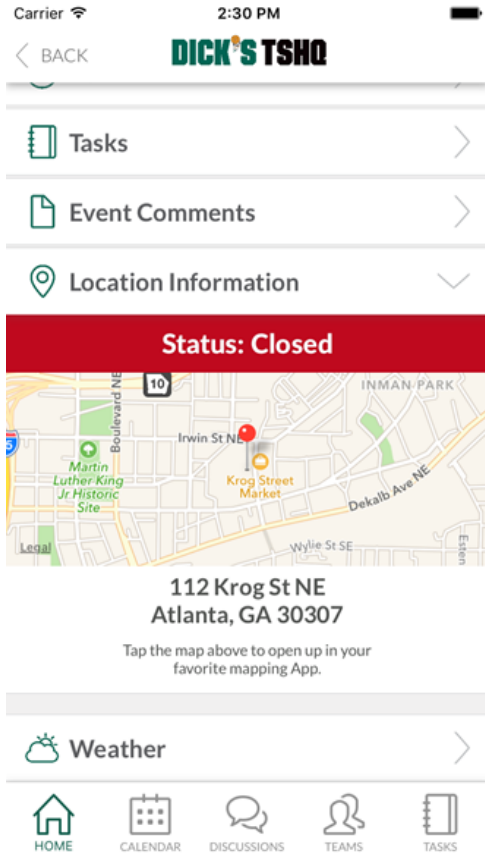 Carrier 2:30 PM
BACK DICK'S TSHQ
Tasks
Event Comments
Location Information
Status: Closed
10
INMAN PARK
Boulevard NE
Irwin St NE
5
Martin
Luther King
Jr Historic
Site
Krog Street
Market
Dekalb Ave NE
Legal
Wylie St SE
Esten
112 Krog St NE
Atlanta, GA 30307
Tap the map above to open up in your
favorite mapping App.
Weather
HOME CALENDAR DISCUSSIONS TEAMS TASKS